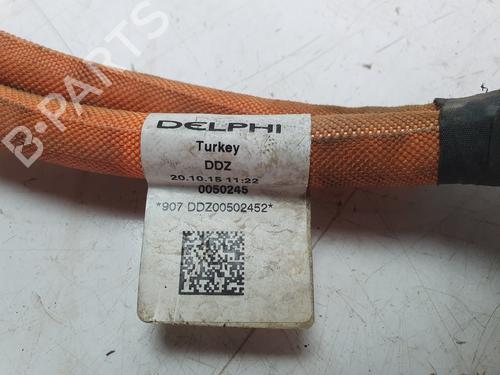 B-PARTS
DELPHI
Turkey
DDZ
20.10.15 11:22
0050245
*907 DDZ00502452*